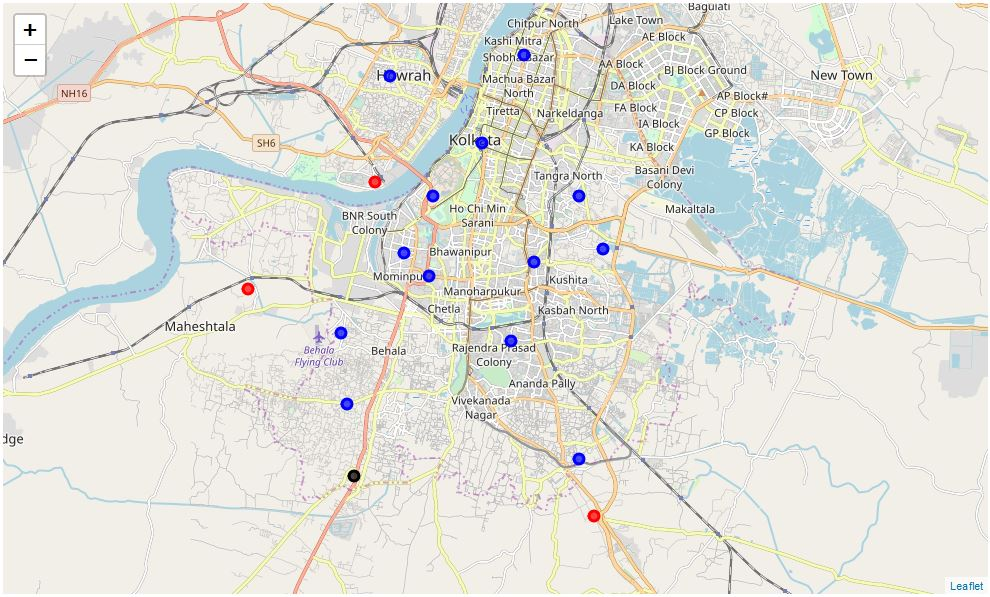 Baguiati
Chitpur North
Lake Town
+
Kashi Mitra
AE Block
Shobhabazar
AA Block
BJ Block Ground
New Town
−
Howrah
Machua Bazar
North
DA Block
NH16
AP Block#
Tiretta
Narkeldanga
FA Block
CP Block
IA Block
GP Block
SH6
Kolkata
KA Block
Tangra North
Basani Devi
Colony
BNR South
Colony
Ho Chi Min
Sarani
Makaltala
Bhawanipur
Mominpur
Kushita
Manoharpukur
Chetla
Kasbah North
Maheshtala
Behala
Flying Club
Behala
Rajendra Prasad
Colony
Ananda Pally
Vivekanada
Nagar
dge
Leaflet